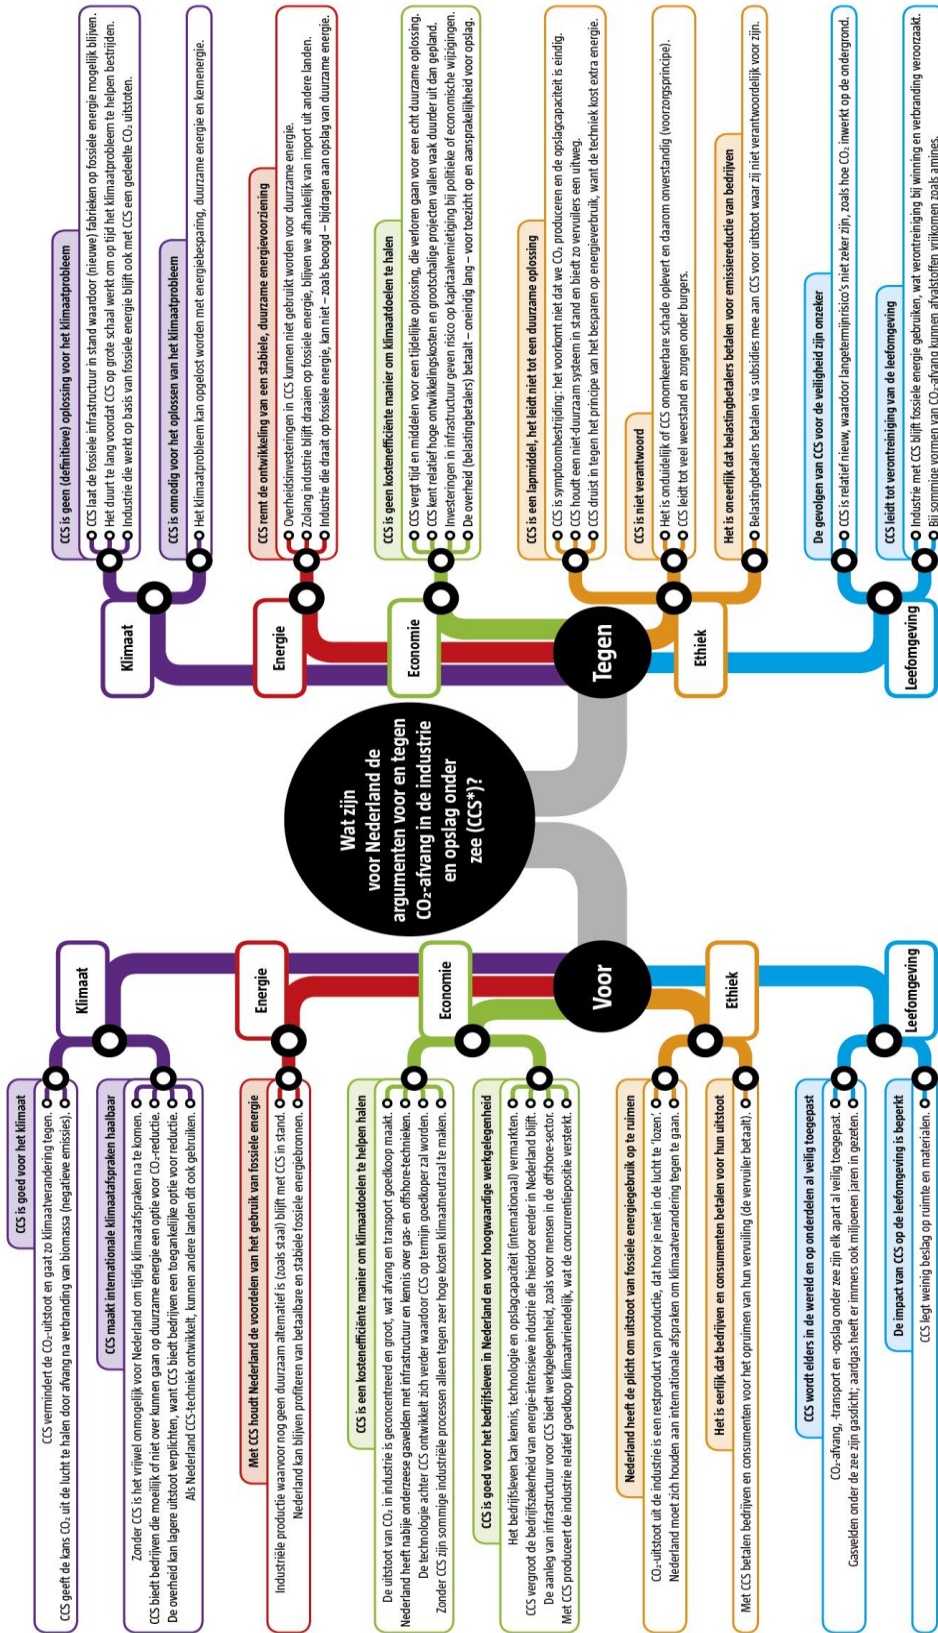 Wat zijn
voor Nederland de
argumenten voor en tegen
CO₂-afvang in de industrie
en opslag onder
zee (CCS*)?
Voor
Klimaat
CCS is goed voor het klimaat
CCS vermindert de CO₂-uitstoot en gaat zo klimaatverandering tegen.
CCS geeft de kans CO₂ uit de lucht te halen door afvang na verbranding van biomassa (negatieve emissies).
CCS maakt internationale klimaatafspraken haalbaar
Zonder CCS is het vrijwel onmogelijk voor Nederland om tijdig klimaatafspraken na te komen.
CCS biedt bedrijven die moeilijk of niet over kunnen gaan op duurzame energie een optie voor CO₂-reductie.
De overheid kan lagere uitstoot verplichten, want CCS biedt bedrijven een toegankelijke optie voor reductie.
Als Nederland CCS-techniek ontwikkelt, kunnen andere landen dit ook gebruiken.
Energie
Met CCS houdt Nederland de voordelen van het gebruik van fossiele energie
Industriële productie waarvoor nog geen duurzaam alternatief is (zoals staal) blijft met CCS in stand.
Nederland kan blijven profiteren van betaalbare en stabiele fossiele energiebronnen.
Economie
CCS is een kostenefficiënte manier om klimaatdoelen te helpen halen
De uitstoot van CO₂ in industrie is geconcentreerd en groot, wat afvang en transport goedkoop maakt.
Nederland heeft nabije onderzeese gasvelden met infrastructuur en kennis over gas- en offshore-technieken.
De technologie achter CCS ontwikkelt zich verder waardoor CCS op termijn goedkoper zal worden.
Zonder CCS zijn sommige industriële processen alleen tegen zeer hoge kosten klimaatneutraal te maken.
CCS is goed voor het bedrijfsleven in Nederland en voor hoogwaardige werkgelegenheid
Het bedrijfsleven kan kennis, technologie en opslagcapaciteit (internationaal) vermarkten.
CCS vergroot de bedrijfszekerheid van energie-intensieve industrie die hierdoor eerder in Nederland blijft.
De aanleg van infrastructuur voor CCS biedt werkgelegenheid, zoals voor mensen in de offshore-sector.
Met CCS produceert de industrie relatief goedkoop klimaatvriendelijk, wat de concurrentiepositie versterkt.
Ethiek
Nederland heeft de plicht om uitstoot van fossiele energiegebruik op te ruimen
CO₂-uitstoot uit de industrie is een restproduct van productie, dat hoor je niet in de lucht te 'lozen.'
Nederland moet zich houden aan internationale afspraken om klimaatverandering tegen te gaan.
Het is eerlijk dat bedrijven en consumenten betalen voor hun uitstoot
Met CCS betalen bedrijven en consumenten voor het opruimen van hun vervuiling (de vervuiler betaalt).
Leefomgeving
CCS wordt elders in de wereld en op onderdelen al veilig toegepast
CO₂-afvang, -transport en -opslag onder zee zijn elk apart al veilig toegepast.
Gasvelden onder de zee zijn gasdicht; aardgas heeft er immers ook miljoenen jaren in gezeten.
De impact van CCS op de leefomgeving is beperkt
CCS legt weinig beslag op ruimte en materialen.
Tegen
Klimaat
CCS is geen (definitieve) oplossing voor het klimaatprobleem
CCS laat de fossiele infrastructuur in stand waardoor (nieuwe) fabrieken op fossiele energie mogelijk blijven.
Het duurt te lang voordat CCS op grote schaal werkt om op tijd het klimaatprobleem te helpen bestrijden.
Industrie die werkt op basis van fossiele energie blijft ook met CCS een gedeelte CO₂ uitstoten.
CCS is onnodig voor het oplossen van het klimaatprobleem
Het klimaatprobleem kan opgelost worden met energiebesparing, duurzame energie en kernenergie.
Energie
CCS remt de ontwikkeling van een stabiele, duurzame energievoorziening
Overheidsinvesteringen in CCS kunnen niet gebruikt worden voor duurzame energie.
Zolang industrie blijft draaien op fossiele energie, blijven we afhankelijk van import uit andere landen.
Industrie die draait op fossiele energie, kan niet – zoals beoogd – bijdragen aan opslag van duurzame energie.
Economie
CCS is geen kostenefficiënte manier om klimaatdoelen te halen
CCS vergt tijd en middelen voor een tijdelijke oplossing, die verloren gaan voor een echt duurzame oplossing.
CCS kent relatief hoge ontwikkelingskosten en grootschalige projecten vallen vaak duurder uit dan gepland.
Investeringen in infrastructuur geven risico op kapitaalvernietiging bij politieke of economische wijzigingen.
De overheid (belastingbetalers) betaalt – oneindig lang – voor toezicht op en aansprakelijkheid voor opslag.
Ethiek
CCS is een lapmiddel, het leidt niet tot een duurzame oplossing
CCS is symptoombestrijding: het voorkomt niet dat we CO₂ produceren en de opslagcapaciteit is eindig.
CCS houdt een niet-duurzaam systeem in stand en biedt zo vervuilers een uitweg.
CCS druist in tegen het principe van het besparen op energieverbruik, want de techniek kost extra energie.
CCS is niet verantwoord
Het is onduidelijk of CCS onomkeerbare schade oplevert en daarom onverstandig (voorzorgsprincipe).
CCS leidt tot veel weerstand en zorgen onder burgers.
Het is oneerlijk dat belastingbetalers betalen voor emissiereductie van bedrijven
Belastingbetalers betalen via subsidies mee aan CCS voor uitstoot waar zij niet verantwoordelijk voor zijn.
Leefomgeving
De gevolgen van CCS voor de veiligheid zijn onzeker
CCS is relatief nieuw, waardoor langetermijnrisico's niet zeker zijn, zoals hoe CO₂ inwerkt op de ondergrond.
CCS leidt tot verontreiniging van de leefomgeving
Industrie met CCS blijft fossiele energie gebruiken, wat verontreiniging bij winning en verbranding veroorzaakt.
Bij sommige vormen van CO₂-afvang kunnen afvalstoffen vrijkomen zoals amines.